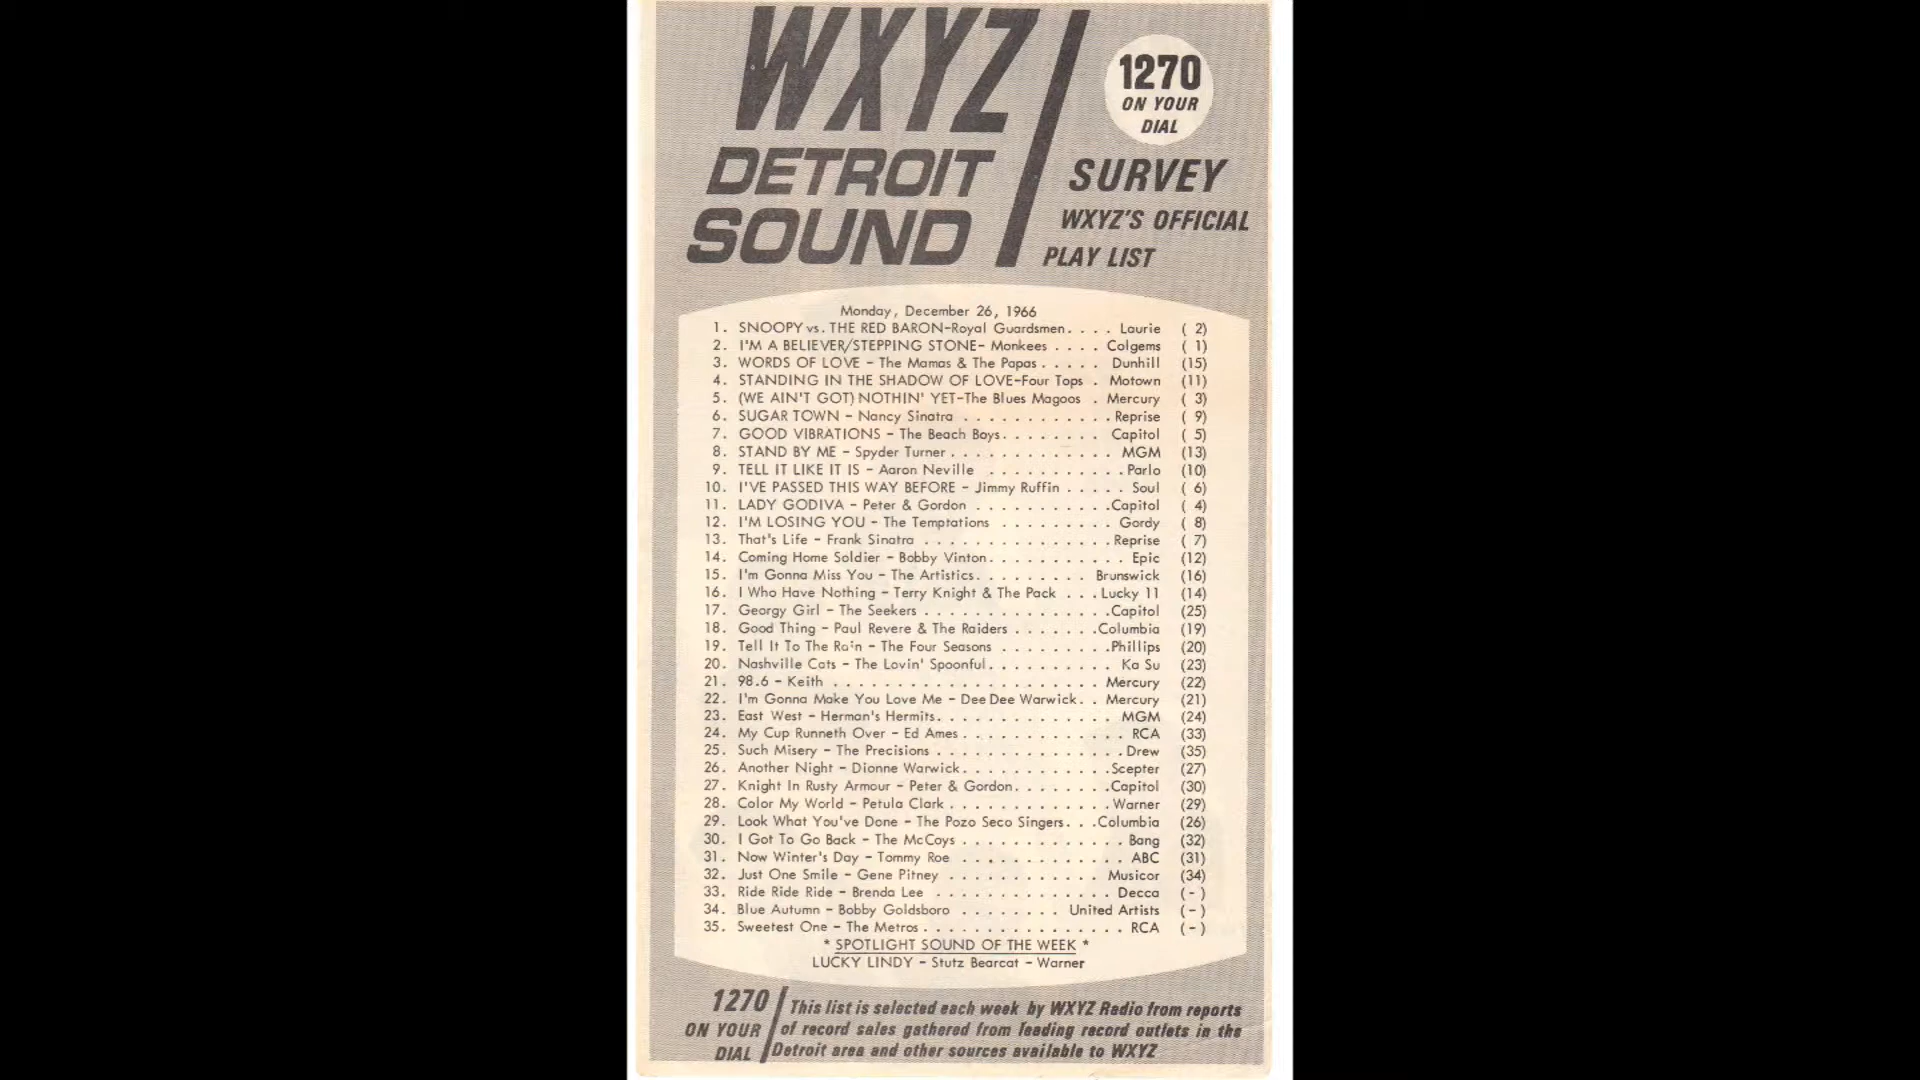 WXYZ
DETROIT
SOUND
1270
ON YOUR
DIAL
SURVEY
WXYZ'S OFFICIAL
PLAY LIST
Monday, December 26, 1966
1. SNOOPY vs. THE RED BARON-Royal Guardsmen. . . . Laurie ( 2)
2. I'M A BELIEVER/STEPPING STONE- Monkees . . . . Colgems ( 1)
3. WORDS OF LOVE - The Mamas & The Papas . . . . . Dunhill (15)
4. STANDING IN THE SHADOW OF LOVE-Four Tops . Motown (11)
5. (WE AIN'T GOT) NOTHIN' YET-The Blues Magoos . Mercury ( 3)
6. SUGAR TOWN - Nancy Sinatra . . . . . . . . . . . . Reprise ( 9)
7. GOOD VIBRATIONS - The Beach Boys. . . . . . . . Capitol ( 5)
8. STAND BY ME - Spyder Turner . . . . . . . . . . . . MGM (13)
9. TELL IT LIKE IT IS - Aaron Neville . . . . . . . . . . Parlo (10)
10. I'VE PASSED THIS WAY BEFORE - Jimmy Ruffin . . . . . Soul ( 6)
11. LADY GODIVA - Peter & Gordon . . . . . . . . . . .Capitol ( 4)
12. I'M LOSING YOU - The Temptations . . . . . . . . . Gordy ( 8)
13. That's Life - Frank Sinatra . . . . . . . . . . . . . . . Reprise ( 7)
14. Coming Home Soldier - Bobby Vinton. . . . . . . . . . . Epic (12)
15. I'm Gonna Miss You - The Artistics. . . . . . . . . Brunswick (16)
16. I Who Have Nothing - Terry Knight & The Pack . . . Lucky 11 (14)
17. Georgy Girl - The Seekers . . . . . . . . . . . . . . . .Capitol (25)
18. Good Thing - Paul Revere & The Raiders . . . . . . .Columbia (19)
19. Tell It To The Rain - The Four Seasons . . . . . . . . .Phillips (20)
20. Nashville Cats - The Lovin' Spoonful. . . . . . . . . . Ka Su (23)
21. 98.6 - Keith . . . . . . . . . . . . . . . . . . . . . . . Mercury (22)
22. I'm Gonna Make You Love Me - Dee Dee Warwick. . Mercury (21)
23. East West - Herman's Hermits. . . . . . . . . . . . . . MGM (24)
24. My Cup Runneth Over - Ed Ames . . . . . . . . . . . . RCA (33)
25. Such Misery - The Precisions . . . . . . . . . . . . . . . Drew (35)
26. Another Night - Dionne Warwick. . . . . . . . . . . .Scepter (27)
27. Knight In Rusty Armour - Peter & Gordon. . . . . . . .Capitol (30)
28. Color My World - Petula Clark . . . . . . . . . . . . Warner (29)
29. Look What You've Done - The Pozo Seco Singers. . .Columbia (26)
30. I Got To Go Back - The McCoys . . . . . . . . . . . . Bang (32)
31. Now Winter's Day - Tommy Roe . . . . . . . . . . . . ABC (31)
32. Just One Smile - Gene Pitney . . . . . . . . . . . . Musicor (34)
33. Ride Ride Ride - Brenda Lee . . . . . . . . . . . . . . Decca ( - )
34. Blue Autumn - Bobby Goldsboro . . . . . . . . United Artists ( - )
35. Sweetest One - The Metros . . . . . . . . . . . . . . . . RCA ( - )
* SPOTLIGHT SOUND OF THE WEEK *
LUCKY LINDY - Stutz Bearcat - Warner
1270
ON YOUR
DIAL
This list is selected each week by WXYZ Radio from reports
of record sales gathered from leading record outlets in the
Detroit area and other sources available to WXYZ